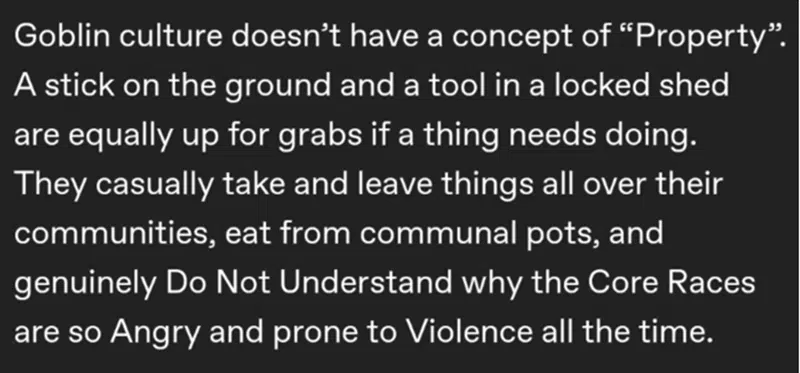 Goblin culture doesn’t have a concept of “Property”.
A stick on the ground and a tool in a locked shed
are equally up for grabs if a thing needs doing.
They casually take and leave things all over their
communities, eat from communal pots, and
genuinely Do Not Understand why the Core Races
are so Angry and prone to Violence all the time.